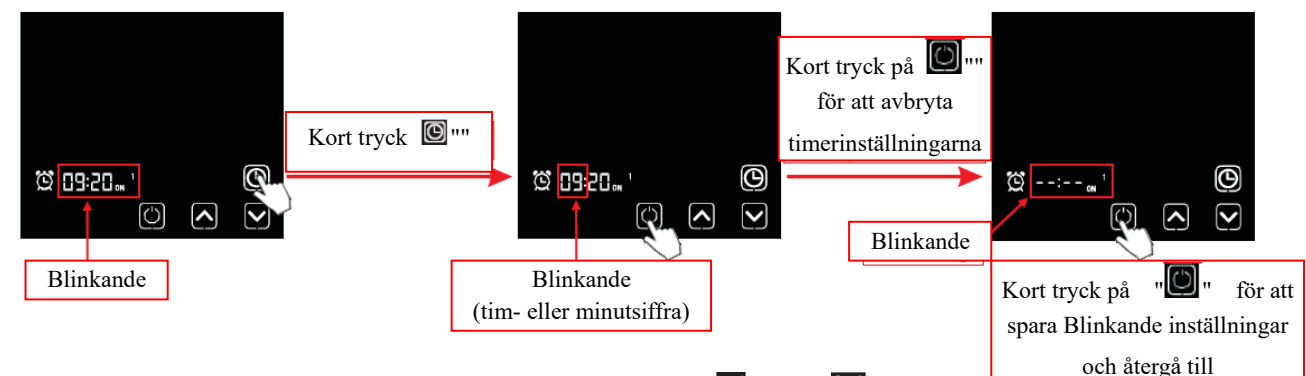 Kort tryck på ""
för att avbryta
timerinställningarna
Kort tryck ""
09:20 ON 1
09:20 ON 1
--:-- ON 1
Blinkande
Blinkande
(tim- eller minutsiffra)
Blinkande
Kort tryck på " " för att
spara Blinkande inställningar
och återgå till